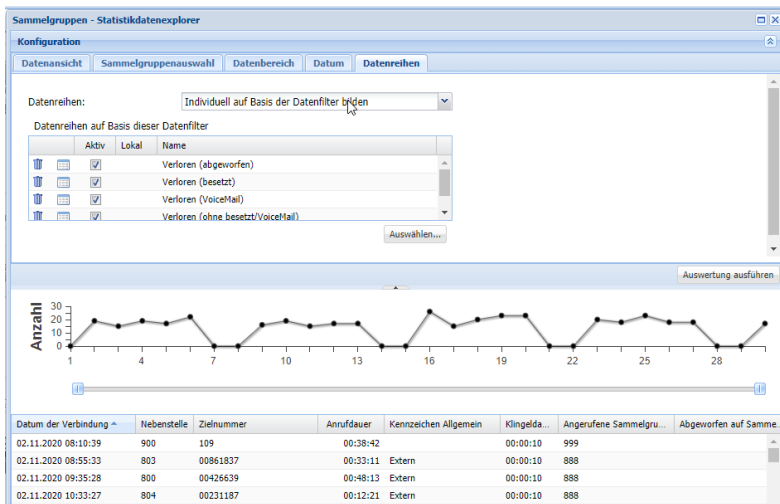 Sammelgruppen - Statistikdatenexplorer
Konfiguration
Datenansicht Sammelgruppenauswahl Datenbereich Datum Datenreihen
Datenreihen: Individuell auf Basis der Datenfilter bilden
Datenreihen auf Basis dieser Datenfilter
Aktiv Lokal Name
Verloren (abgeworfen)
Verloren (besetzt)
Verloren (VoiceMail)
Verloren (ohne besetzt/VoiceMail)
Auswählen...
Auswertung ausführen
Anzahl
30
20
10
0
1 4 7 10 13 16 19 22 25 28
Datum der Verbindung Nebenstelle Zielnummer Anrufdauer Kennzeichen Allgemein Klingelda... Angerufene Sammelgru... Abgeworfen auf Samme...
02.11.2020 08:10:39 900 109 00:38:42 00:00:10 999
02.11.2020 08:55:33 803 00861837 00:33:11 Extern 00:00:10 888
02.11.2020 09:35:28 800 00426639 00:48:13 Extern 00:00:10 888
02.11.2020 10:33:27 804 00231187 00:12:21 Extern 00:00:10 888